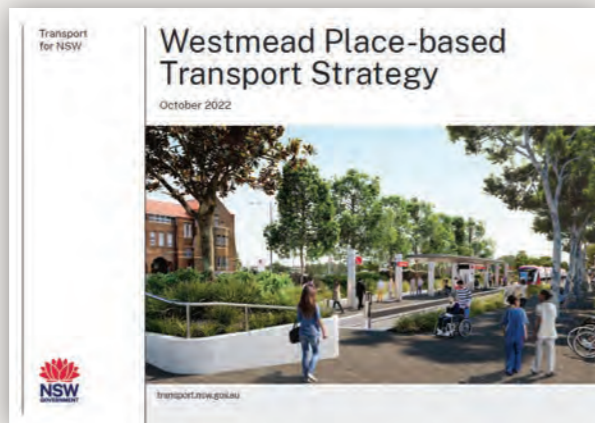 Transport
for NSW
Westmead Place-based
Transport Strategy
October 2022
NSW
GOVERNMENT
transport.nsw.gov.au